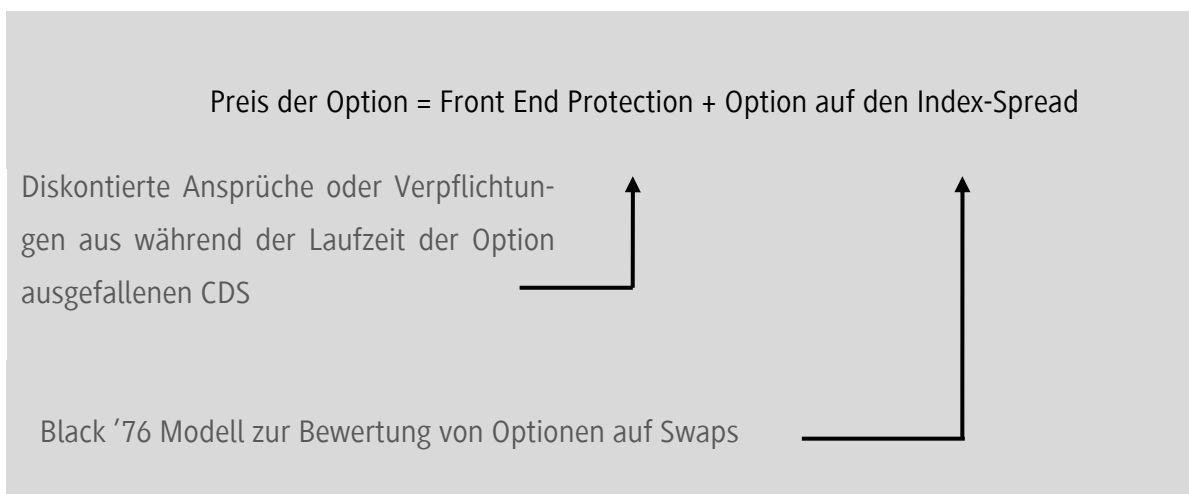 Preis der Option = Front End Protection + Option auf den Index-Spread
Diskontierte Ansprüche oder Verpflichtun-
gen aus während der Laufzeit der Option
ausgefallenen CDS
Black ’76 Modell zur Bewertung von Optionen auf Swaps